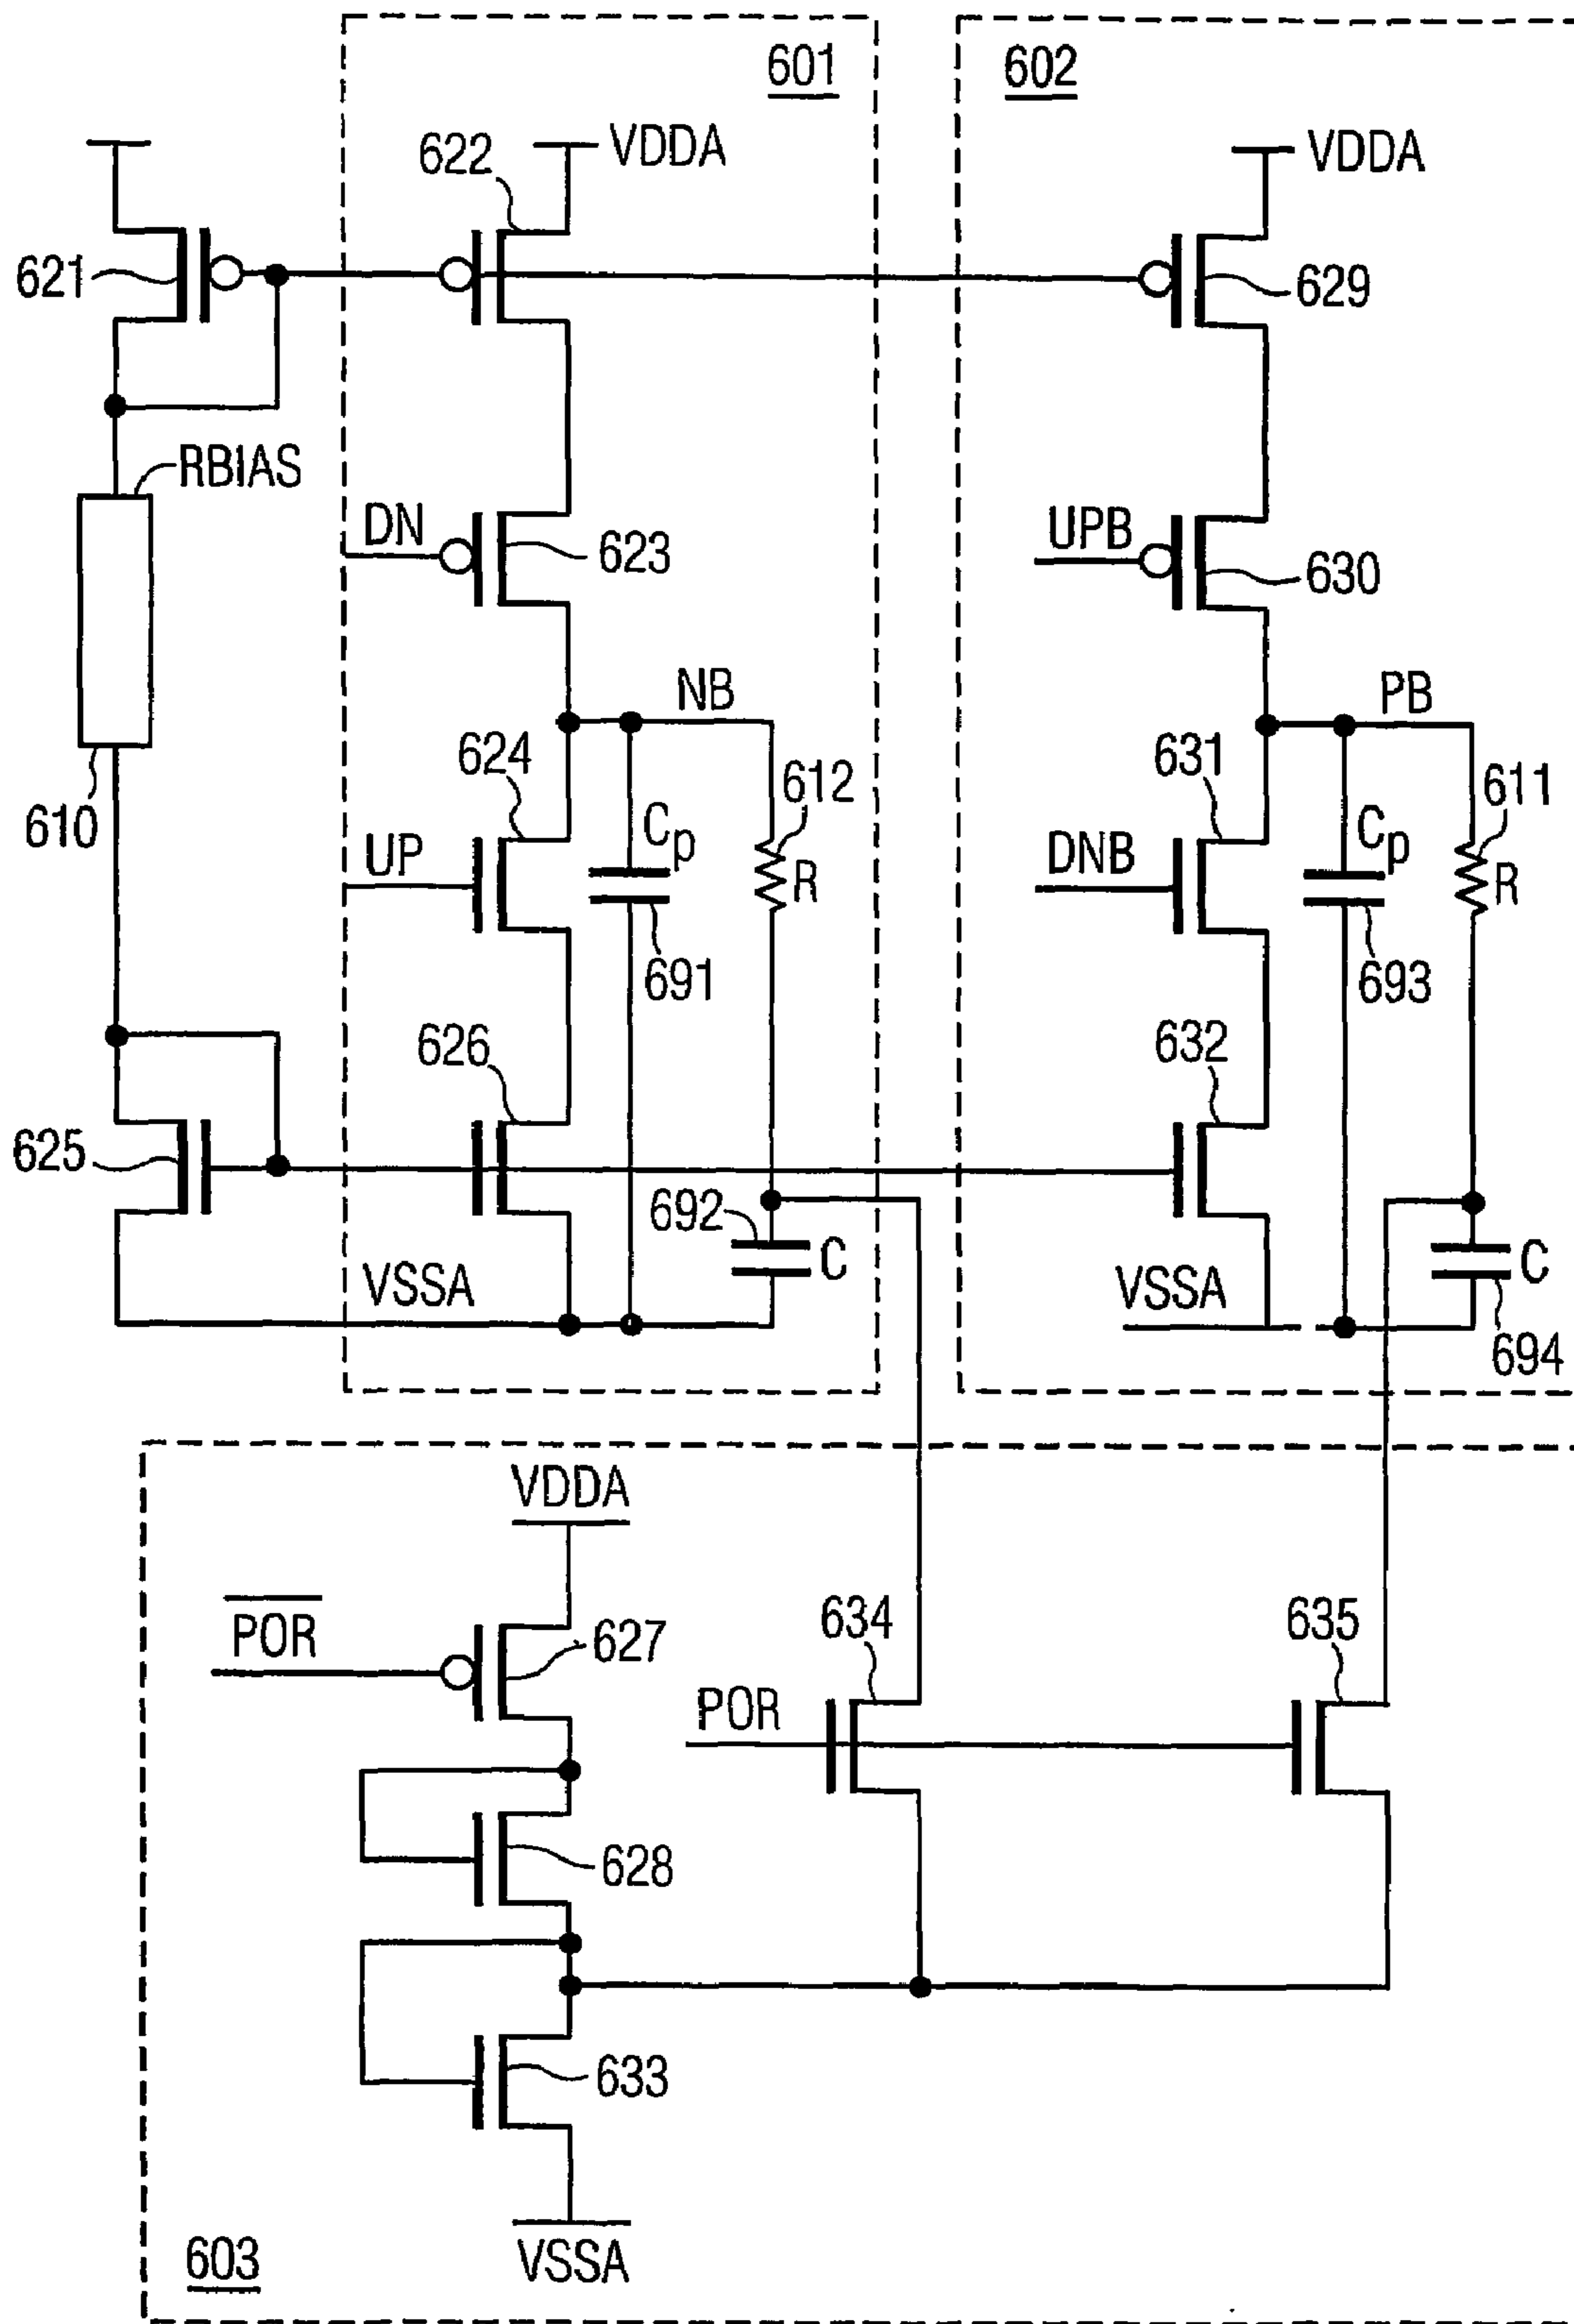 601
602
622
VDDA
VDDA
621
629
RBIAS
DN
623
UPB
630
NB
PB
624
631
612
611
610
UP
Cp
R
DNB
Cp
R
691
693
626
632
625
692
C
C
VSSA
VSSA
694
VDDA
POR
627
634
635
POR
628
633
603
VSSA